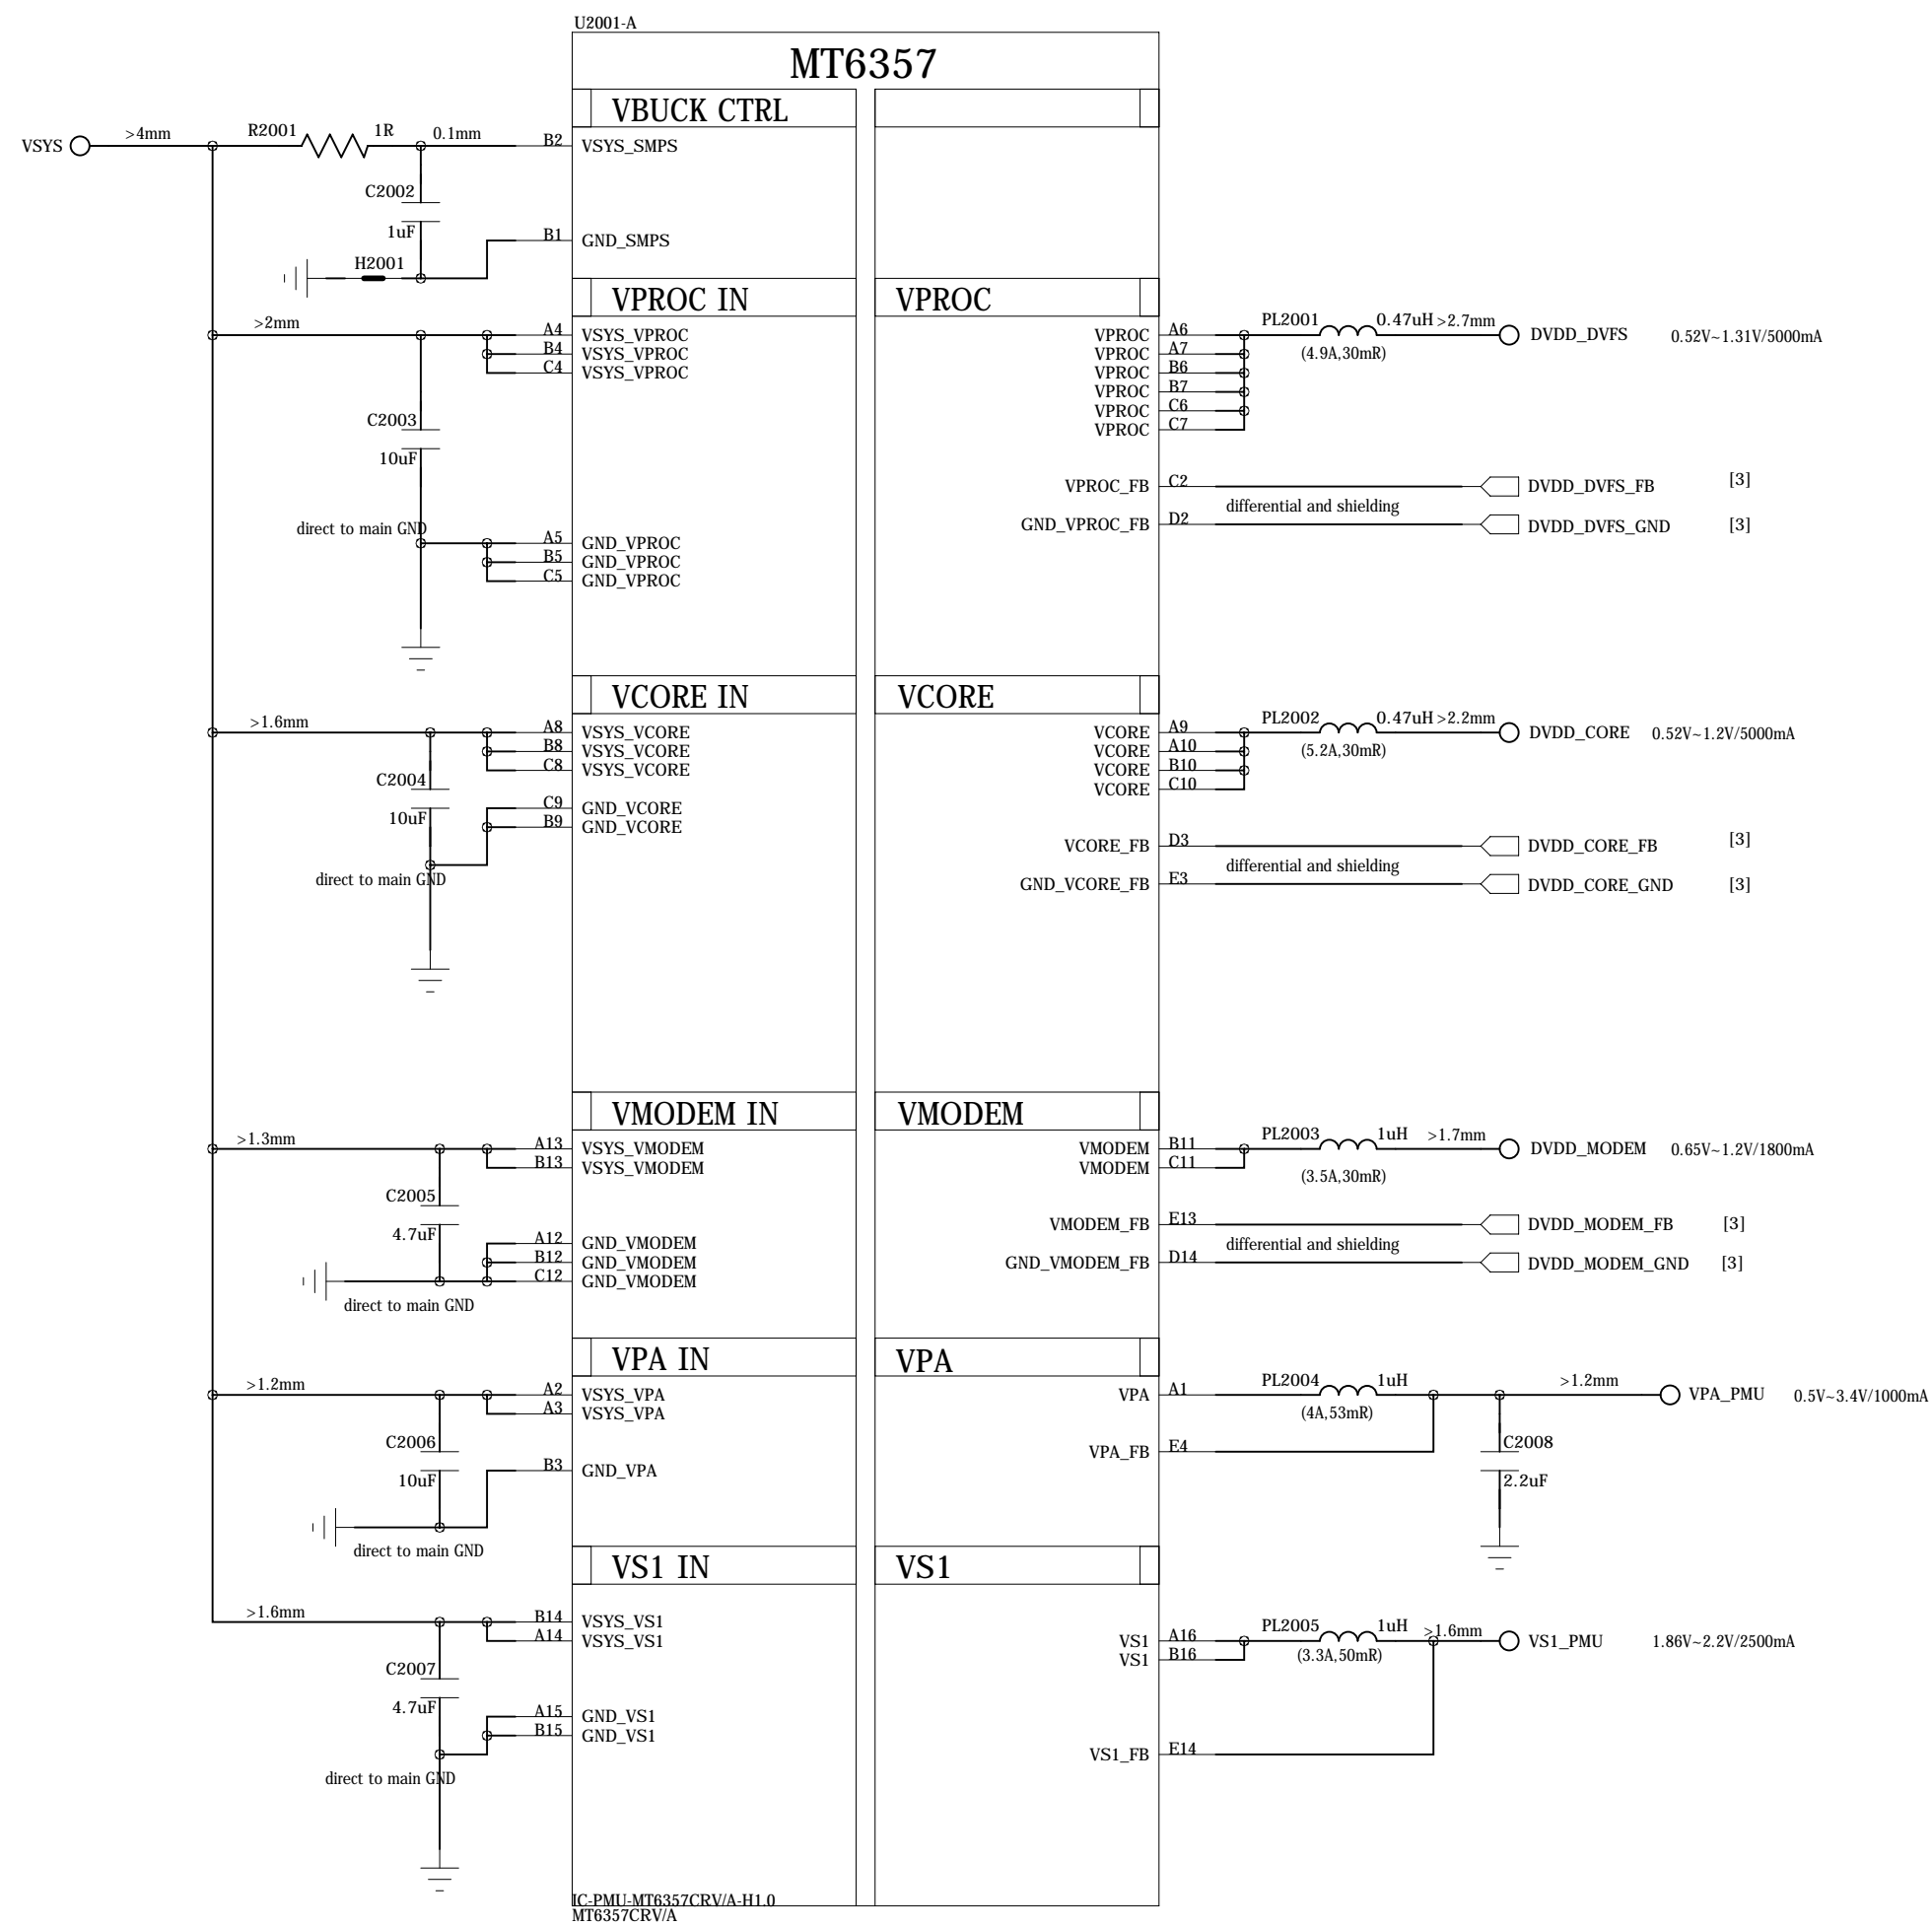 U2001-A
MT6357
VBUCK CTRL
VSYS
>4mm
R2001
1R
0.1mm
B2
VSYS_SMPS
C2002
1uF
B1
GND_SMPS
H2001
VPROC IN
VPROC
>2mm
A4
VSYS_VPROC
B4
VSYS_VPROC
C4
VSYS_VPROC
C2003
10uF
direct to main GND
A5
GND_VPROC
B5
GND_VPROC
C5
GND_VPROC
VPROC
A6
VPROC
A7
VPROC
B6
VPROC
B7
VPROC
C6
VPROC
C7
PL2001
0.47uH
>2.7mm
(4.9A,30mR)
DVDD_DVFS
0.52V~1.31V/5000mA
VPROC_FB
C2
DVDD_DVFS_FB
[3]
differential and shielding
GND_VPROC_FB
D2
DVDD_DVFS_GND
[3]
VCORE IN
VCORE
>1.6mm
A8
VSYS_VCORE
B8
VSYS_VCORE
C8
VSYS_VCORE
C2004
10uF
C9
GND_VCORE
B9
GND_VCORE
direct to main GND
VCORE
A9
VCORE
A10
VCORE
B10
VCORE
C10
PL2002
0.47uH
>2.2mm
(5.2A,30mR)
DVDD_CORE
0.52V~1.2V/5000mA
VCORE_FB
D3
DVDD_CORE_FB
[3]
differential and shielding
GND_VCORE_FB
E3
DVDD_CORE_GND
[3]
VMODEM IN
VMODEM
>1.3mm
A13
VSYS_VMODEM
B13
VSYS_VMODEM
C2005
4.7uF
A12
GND_VMODEM
B12
GND_VMODEM
C12
GND_VMODEM
direct to main GND
VMODEM
B11
VMODEM
C11
PL2003
1uH
>1.7mm
(3.5A,30mR)
DVDD_MODEM
0.65V~1.2V/1800mA
VMODEM_FB
E13
DVDD_MODEM_FB
[3]
differential and shielding
GND_VMODEM_FB
D14
DVDD_MODEM_GND
[3]
VPA IN
VPA
>1.2mm
A2
VSYS_VPA
A3
VSYS_VPA
C2006
10uF
B3
GND_VPA
direct to main GND
VPA
A1
PL2004
1uH
(4A,53mR)
>1.2mm
VPA_PMU
0.5V~3.4V/1000mA
VPA_FB
E4
C2008
2.2uF
VS1 IN
VS1
>1.6mm
B14
VSYS_VS1
A14
VSYS_VS1
C2007
4.7uF
A15
GND_VS1
B15
GND_VS1
direct to main GND
VS1
A16
VS1
B16
PL2005
1uH
>1.6mm
(3.3A,50mR)
VS1_PMU
1.86V~2.2V/2500mA
VS1_FB
E14
IC-PMU-MT6357CRV/A-H1.0
MT6357CRV/A